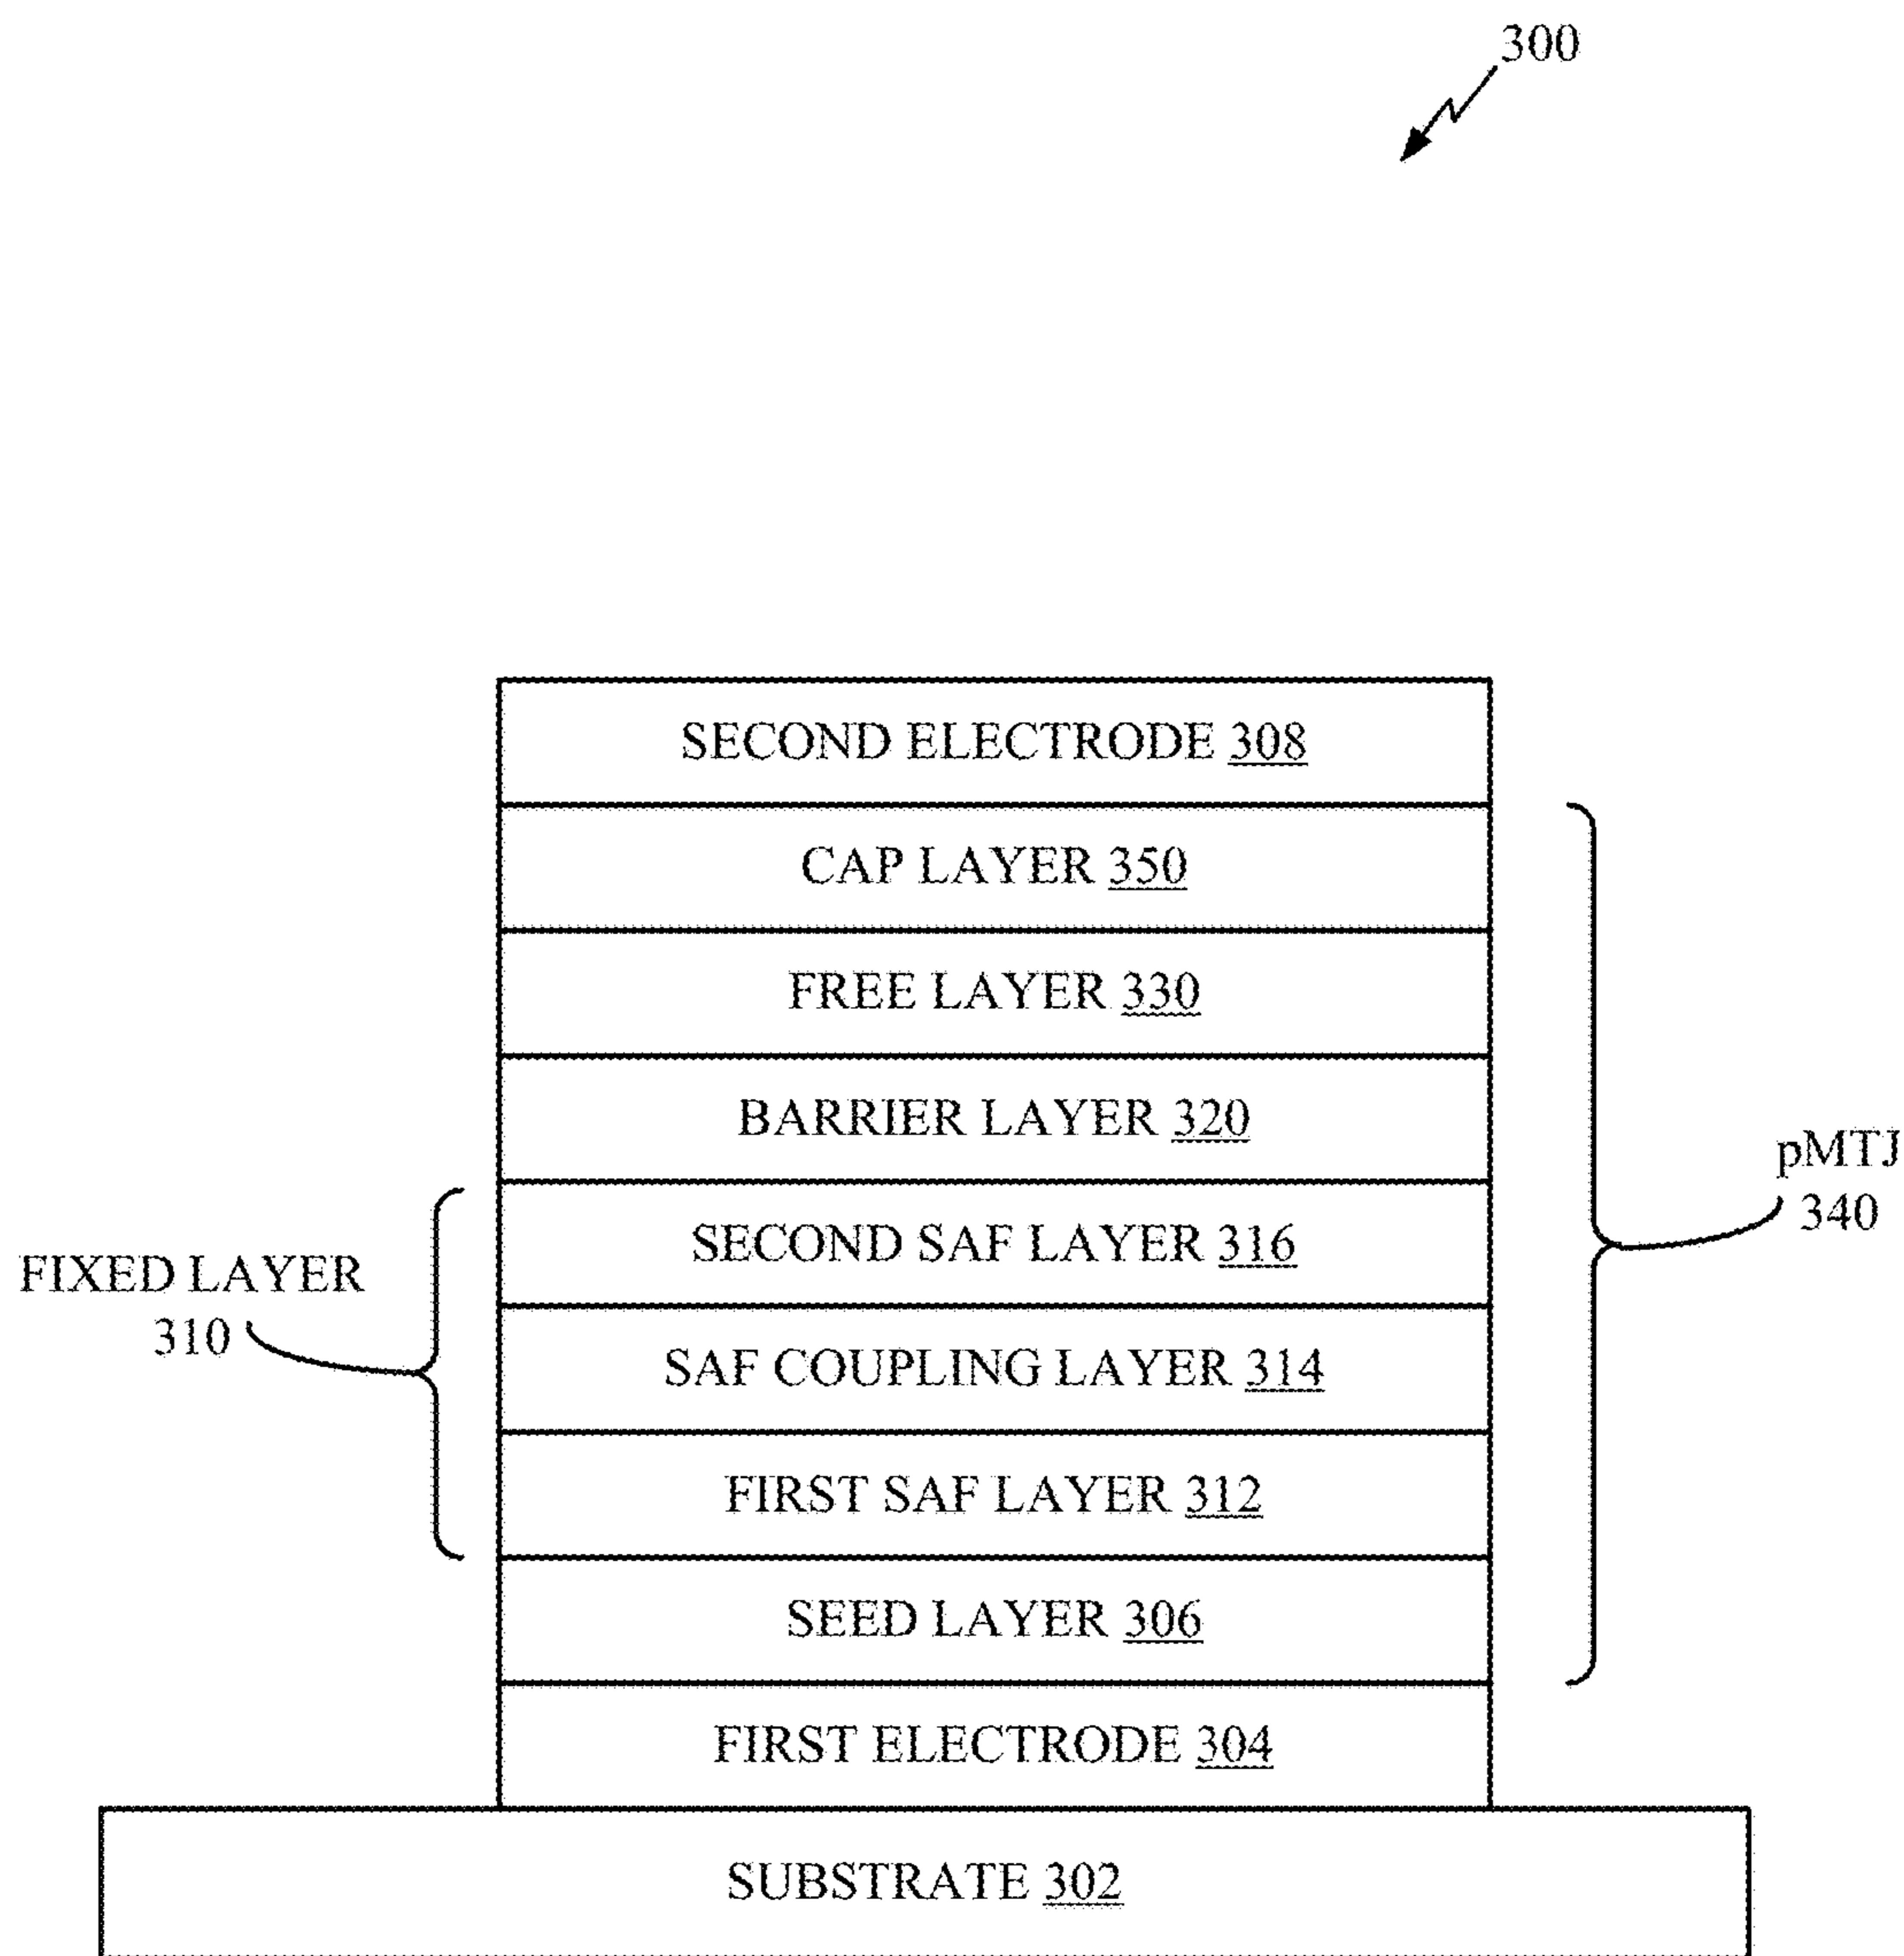 300
SECOND ELECTRODE 308
CAP LAYER 350
FREE LAYER 330
BARRIER LAYER 320
pMTJ
340
SECOND SAF LAYER 316
FIXED LAYER
310
SAF COUPLING LAYER 314
FIRST SAF LAYER 312
SEED LAYER 306
FIRST ELECTRODE 304
SUBSTRATE 302